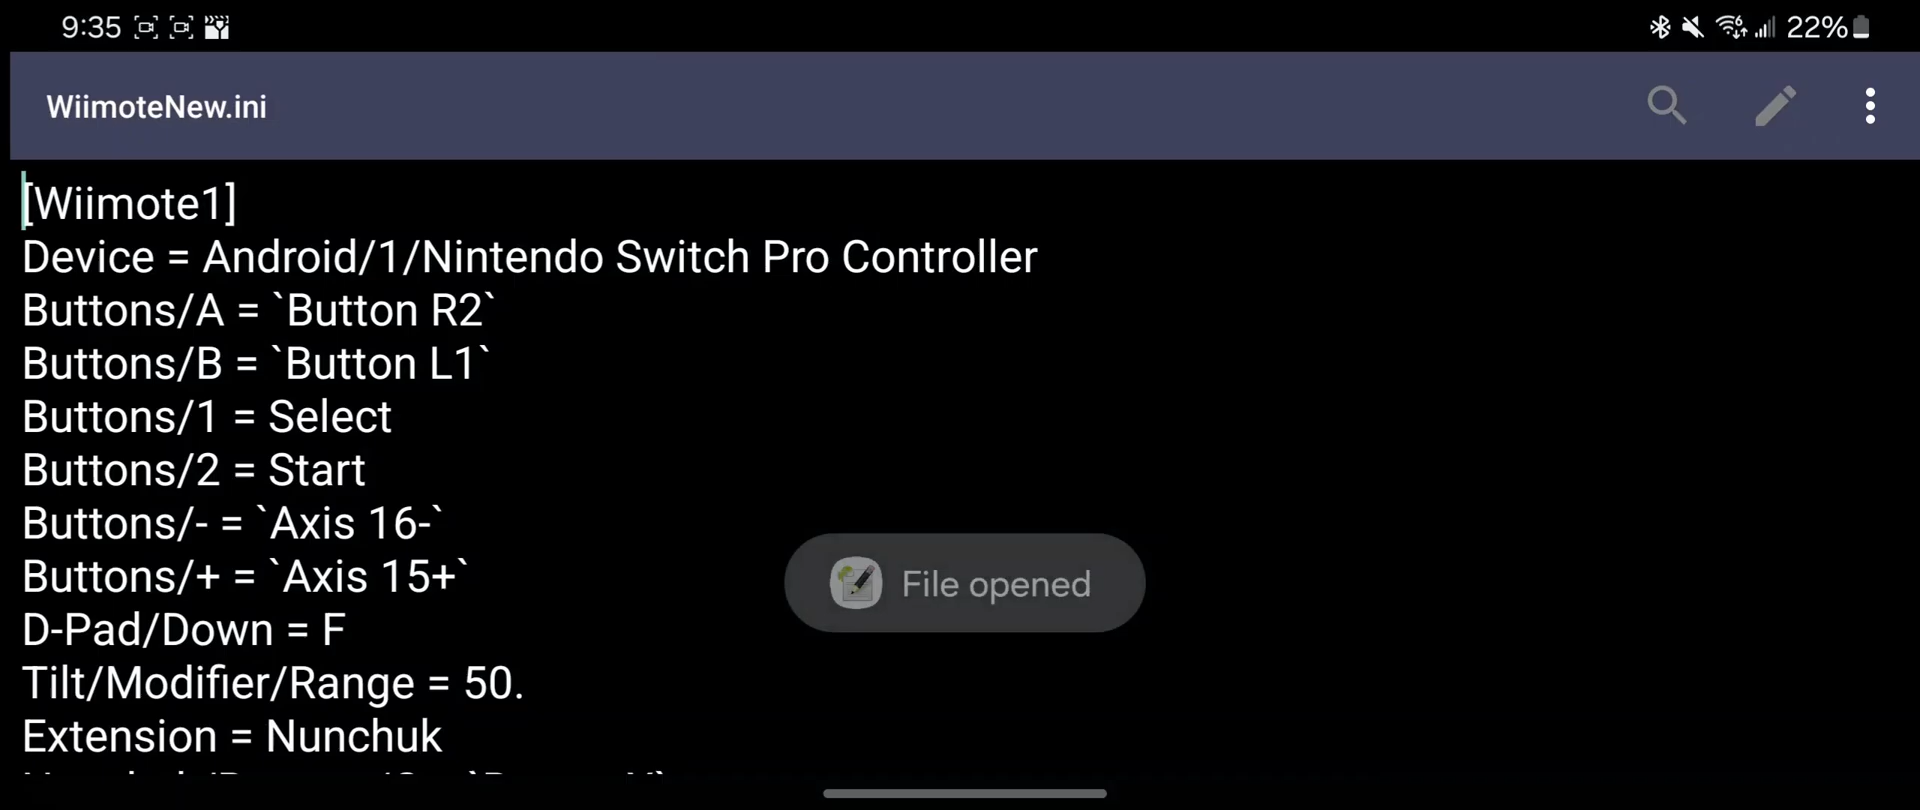 9:35
22%
WiimoteNew.ini
[Wiimote1]
Device = Android/1/Nintendo Switch Pro Controller
Buttons/A = `Button R2`
Buttons/B = `Button L1`
Buttons/1 = Select
Buttons/2 = Start
Buttons/- = `Axis 16-`
Buttons/+ = `Axis 15+`
D-Pad/Down = F
Tilt/Modifier/Range = 50.
Extension = Nunchuk
File opened